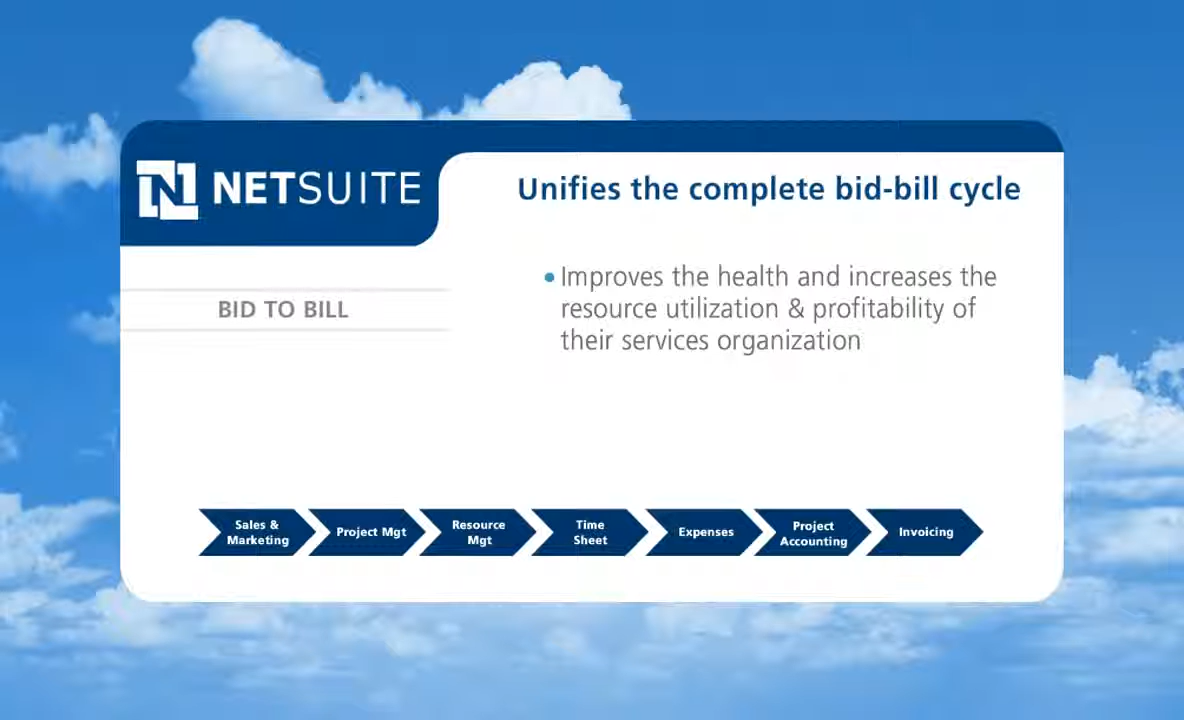 NETSUITE
Unifies the complete bid-bill cycle
BID TO BILL
• Improves the health and increases the
resource utilization & profitability of
their services organization
Sales &
Marketing
Project Mgt
Resource
Mgt
Time
Sheet
Expenses
Project
Accounting
Invoicing